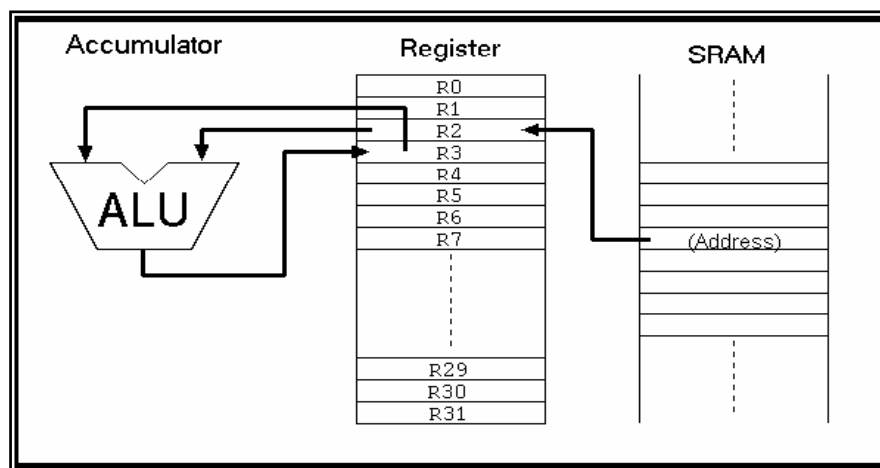 Accumulator
Register
SRAM
R0
R1
R2
R3
R4
R5
R6
R7
R29
R30
R31
ALU
(Address)